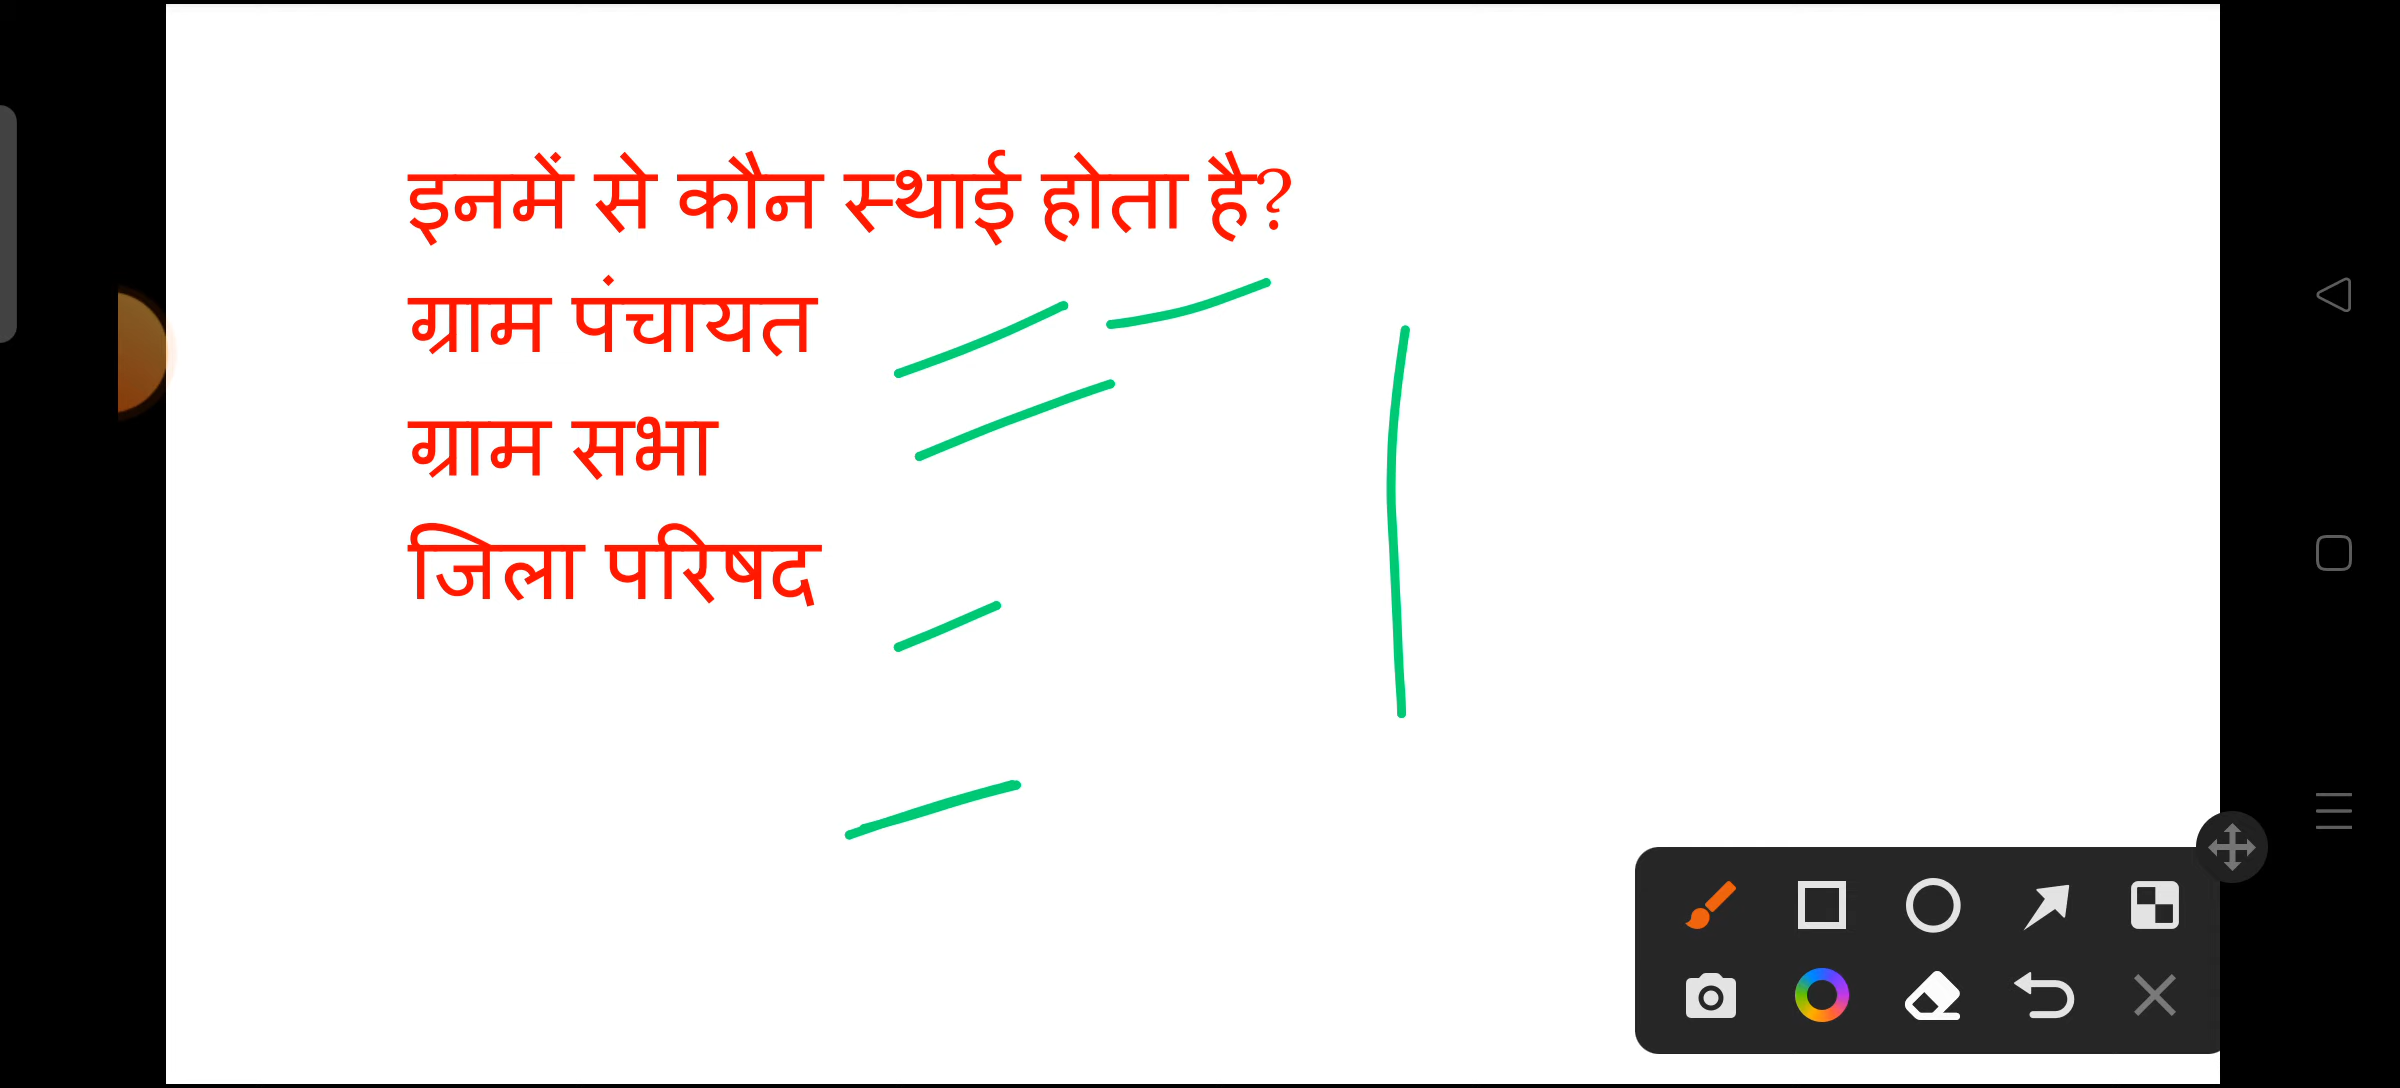 इनमें से कौन स्थाई होता है?
ग्राम पंचायत
ग्राम सभा
जिला परिषद